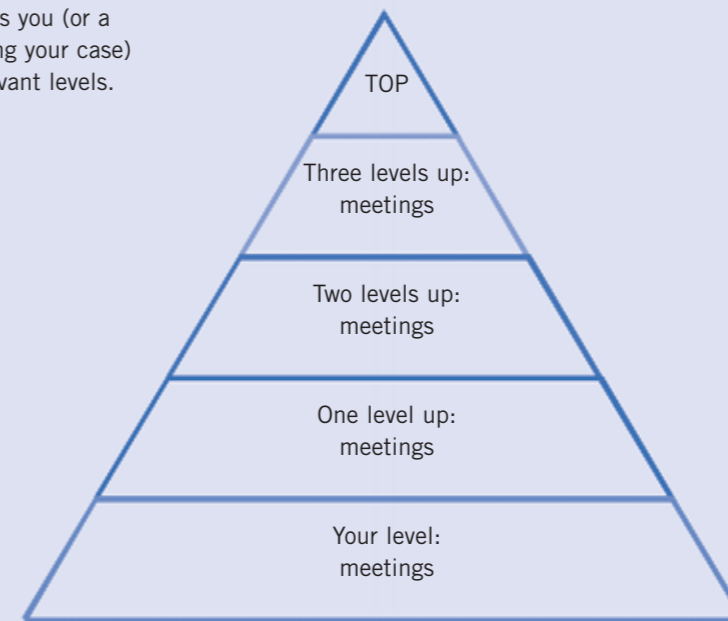 s you (or a
ng your case)
vant levels.
TOP
Three levels up:
meetings
Two levels up:
meetings
One level up:
meetings
Your level:
meetings